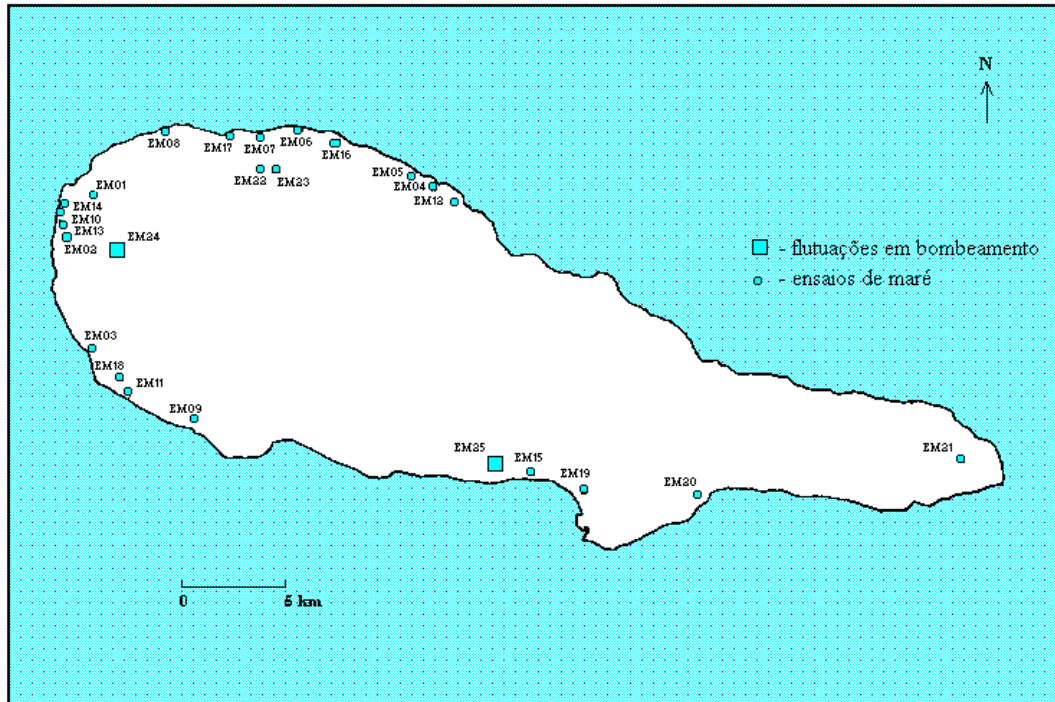 N
EM08
EM17
EM07
EM06
EM16
EM22
EM23
EM05
EM04
EM12
EM01
EM14
EM10
EM13
EM02
EM24
- flutuações em bombeamento
- ensaios de maré
EM03
EM18
EM11
EM09
EM25
EM15
EM19
EM20
EM21
0 5 km